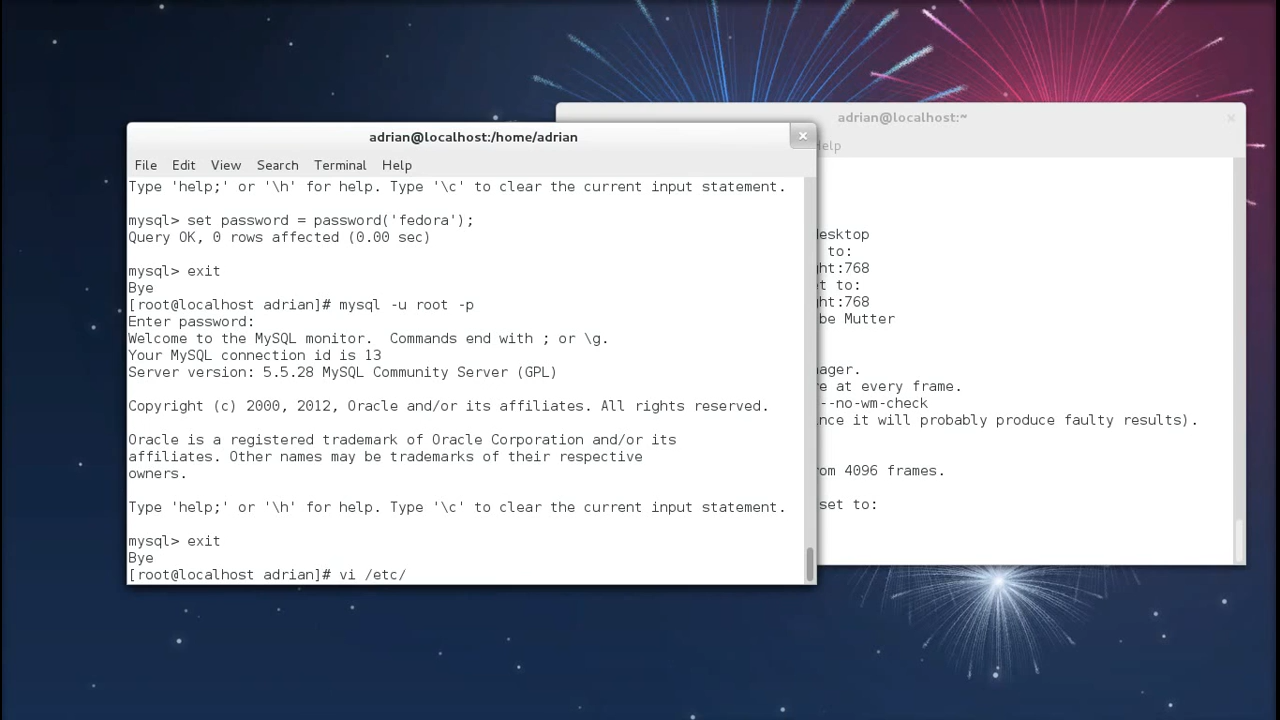 adrian@localhost:~
Help
adrian@localhost:/home/adrian
File Edit View Search Terminal Help
Type 'help;' or '\h' for help. Type '\c' to clear the current input statement.
mysql> set password = password('fedora');
Query OK, 0 rows affected (0.00 sec)
mysql> exit
Bye
[root@localhost adrian]# mysql -u root -p
Enter password:
Welcome to the MySQL monitor.  Commands end with ; or \g.
Your MySQL connection id is 13
Server version: 5.5.28 MySQL Community Server (GPL)
Copyright (c) 2000, 2012, Oracle and/or its affiliates. All rights reserved.
Oracle is a registered trademark of Oracle Corporation and/or its
affiliates. Other names may be trademarks of their respective
owners.
Type 'help;' or '\h' for help. Type '\c' to clear the current input statement.
mysql> exit
Bye
[root@localhost adrian]# vi /etc/
desktop
to:
ght:768
et to:
ght:768
be Mutter
ager.
re at every frame.
--no-wm-check
ince it will probably produce faulty results).
om 4096 frames.
set to: